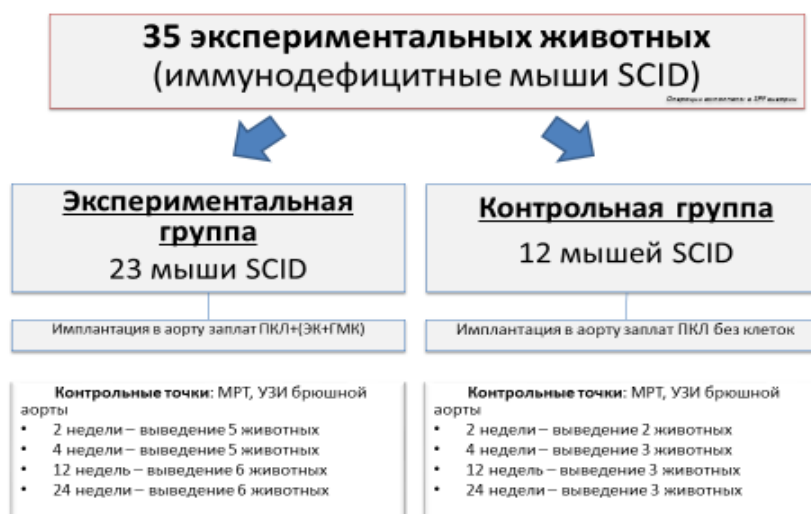 35 экспериментальных животных
(иммунодефицитные мыши SCID)
Экспериментальная
группа
23 мыши SCID
Имплантация в аорту заплат ПКЛ+(ЭК+ГМК)
Контрольные точки: МРТ, УЗИ брюшной
аорты
• 2 недели – выведение 5 животных
• 4 недели – выведение 5 животных
• 12 недель – выведение 6 животных
• 24 недели – выведение 6 животных
Контрольная группа
12 мышей SCID
Имплантация в аорту заплат ПКЛ без клеток
Контрольные точки: МРТ, УЗИ брюшной
аорты
• 2 недели – выведение 2 животных
• 4 недели – выведение 3 животных
• 12 недель – выведение 3 животных
• 24 недели – выведение 3 животных